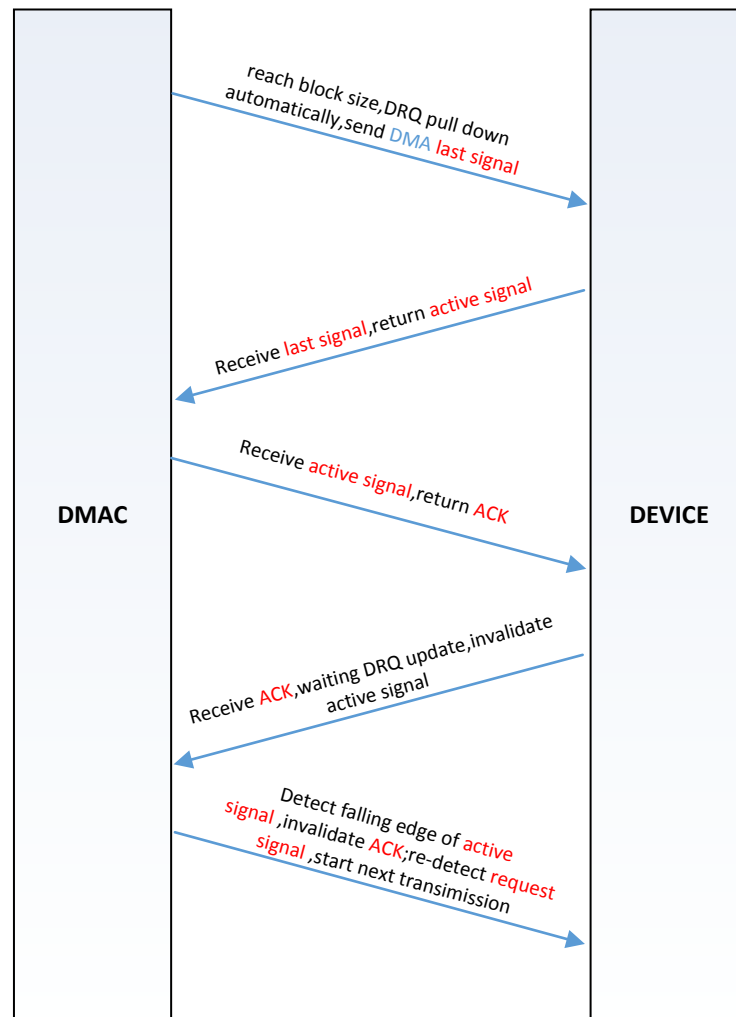 reach block size,DRQ pull down
automatically,send DMA last signal
Receive last signal,return active signal
Receive active signal,return ACK
DMAC
DEVICE
Receive ACK,waiting DRQ update,invalidate
active signal
Detect falling edge of active
signal ,invalidate ACK;re-detect request
signal ,start next transimission